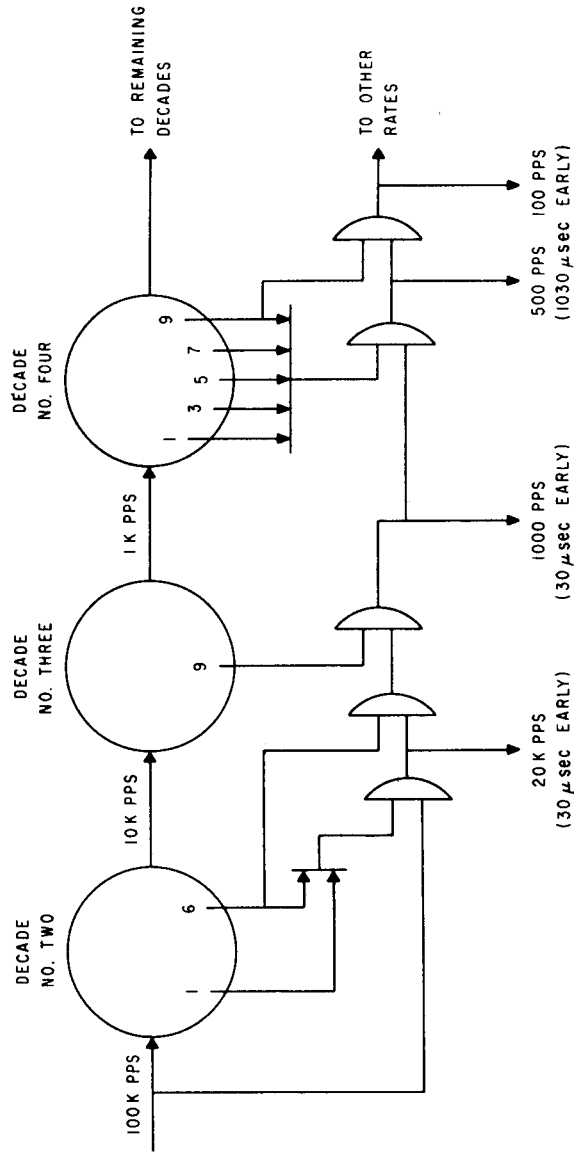 DECADE
NO. TWO
DECADE
NO. THREE
DECADE
NO. FOUR
100K PPS
10K PPS
1K PPS
TO REMAINING
DECADES
1
6
9
1
3
5
7
9
TO OTHER
RATES
20K PPS
(30 μsec EARLY)
1000 PPS
(30 μsec EARLY)
500 PPS
(1030 μsec EARLY)
100 PPS